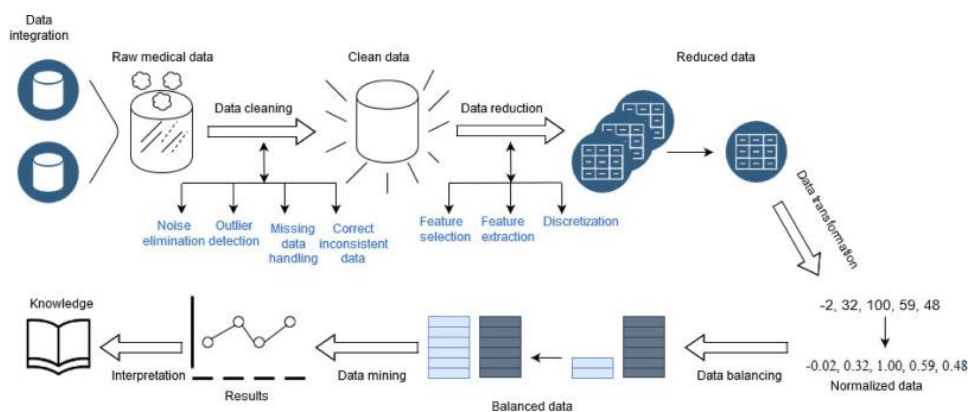 Data
integration
Raw medical data
Data cleaning
Clean data
Data reduction
Reduced data
Noise
elimination
Outlier
detection
Missing
data
handling
Correct
inconsistent
data
Feature
selection
Feature
extraction
Discretization
Data transformation
-2, 32, 100, 59, 48
-0.02, 0.32, 1.00, 0.59, 0.48
Normalized data
Data balancing
Balanced data
Data mining
Results
Interpretation
Knowledge